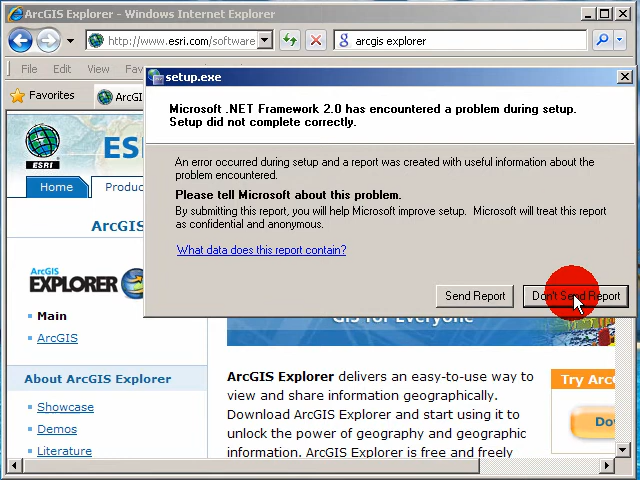 ArcGIS Explorer - Windows Internet Explorer
http://www.esri.com/software
arcgis explorer
File Edit View
Favorites
ArcGI
setup.exe
Microsoft .NET Framework 2.0 has encountered a problem during setup.
Setup did not complete correctly.
An error occurred during setup and a report was created with useful information about the
problem encountered.
Please tell Microsoft about this problem.
By submitting this report, you will help Microsoft improve setup. Microsoft will treat this report
as confidential and anonymous.
What data does this report contain?
Send Report
Don't Send Report
ESRI
ES
Home
Produc
ArcG
ArcGIS
EXPLORER
Main
ArcGIS
About ArcGIS Explorer
Showcase
Demos
Literature
GIS for Everyone
ArcGIS Explorer delivers an easy-to-use way to
view and share information geographically.
Download ArcGIS Explorer and start using it to
unlock the power of geography and geographic
information. ArcGIS Explorer is free and freely
Try ArcG
Do